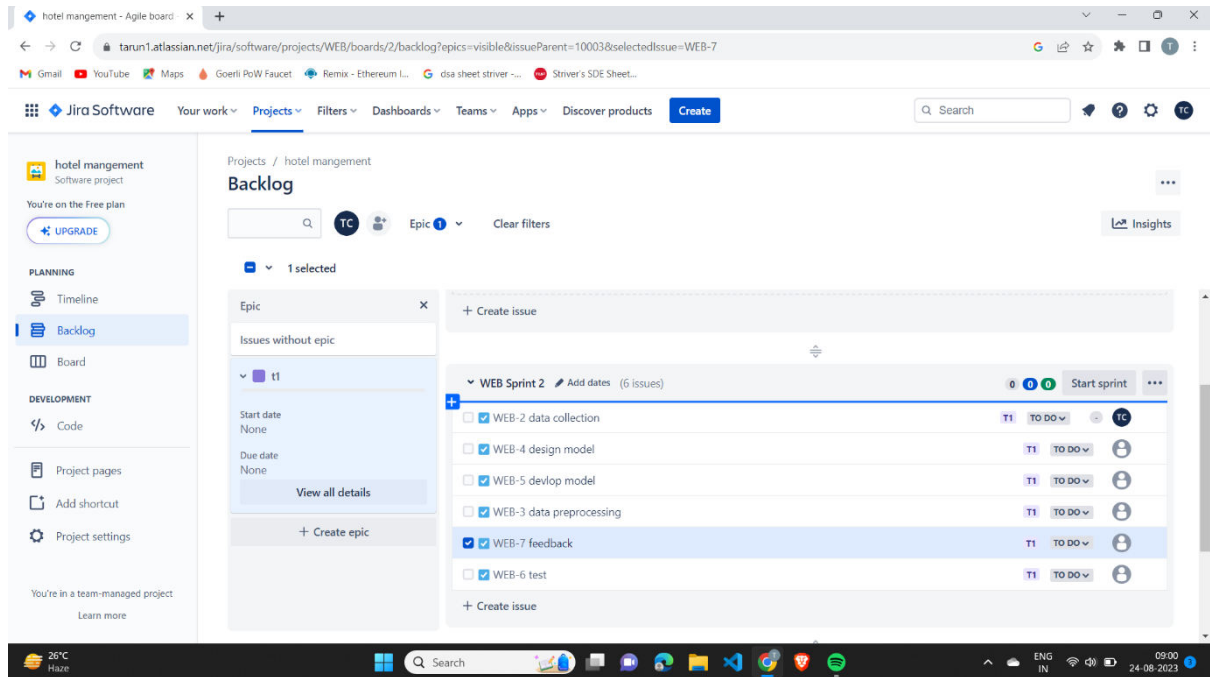 hotel mangement - Agile board -
tarun1.atlassian.net/jira/software/projects/WEB/boards/2/backlog?epics=visible&issueParent=10003&selectedIssue=WEB-7
Gmail YouTube Maps Goerli PoW Faucet Remix - Ethereum I... dsa sheet striver -... Striver's SDE Sheet...
Jira Software Your work Projects Filters Dashboards Teams Apps Discover products Create Search TC
hotel mangement
Software project
You're on the Free plan
UPGRADE
PLANNING
Timeline
Backlog
Board
DEVELOPMENT
Code
Project pages
Add shortcut
Project settings
You're in a team-managed project
Learn more
Projects / hotel mangement
Backlog
TC Epic 1 Clear filters Insights
1 selected
Epic
Issues without epic
t1
Start date
None
Due date
None
View all details
+ Create epic
+ Create issue
WEB Sprint 2 Add dates (6 issues) 0 0 0 Start sprint
WEB-2 data collection T1 TO DO - TC
WEB-4 design model T1 TO DO
WEB-5 devlop model T1 TO DO
WEB-3 data preprocessing T1 TO DO
WEB-7 feedback T1 TO DO
WEB-6 test T1 TO DO
+ Create issue
26°C
Haze
Search
ENG
IN
09:00
24-08-2023